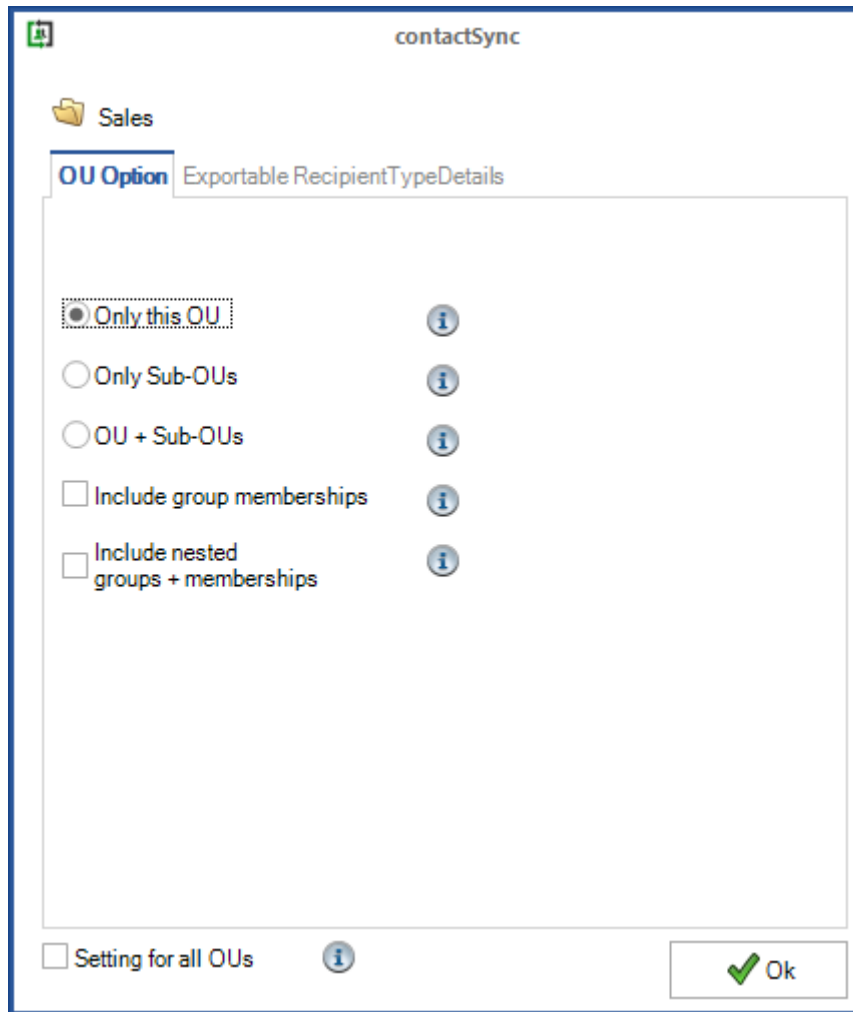 contactSync
Sales
OU Option Exportable RecipientTypeDetails
Only this OU
Only Sub-OUs
OU + Sub-OUs
Include group memberships
Include nested
groups + memberships
Setting for all OUs
Ok